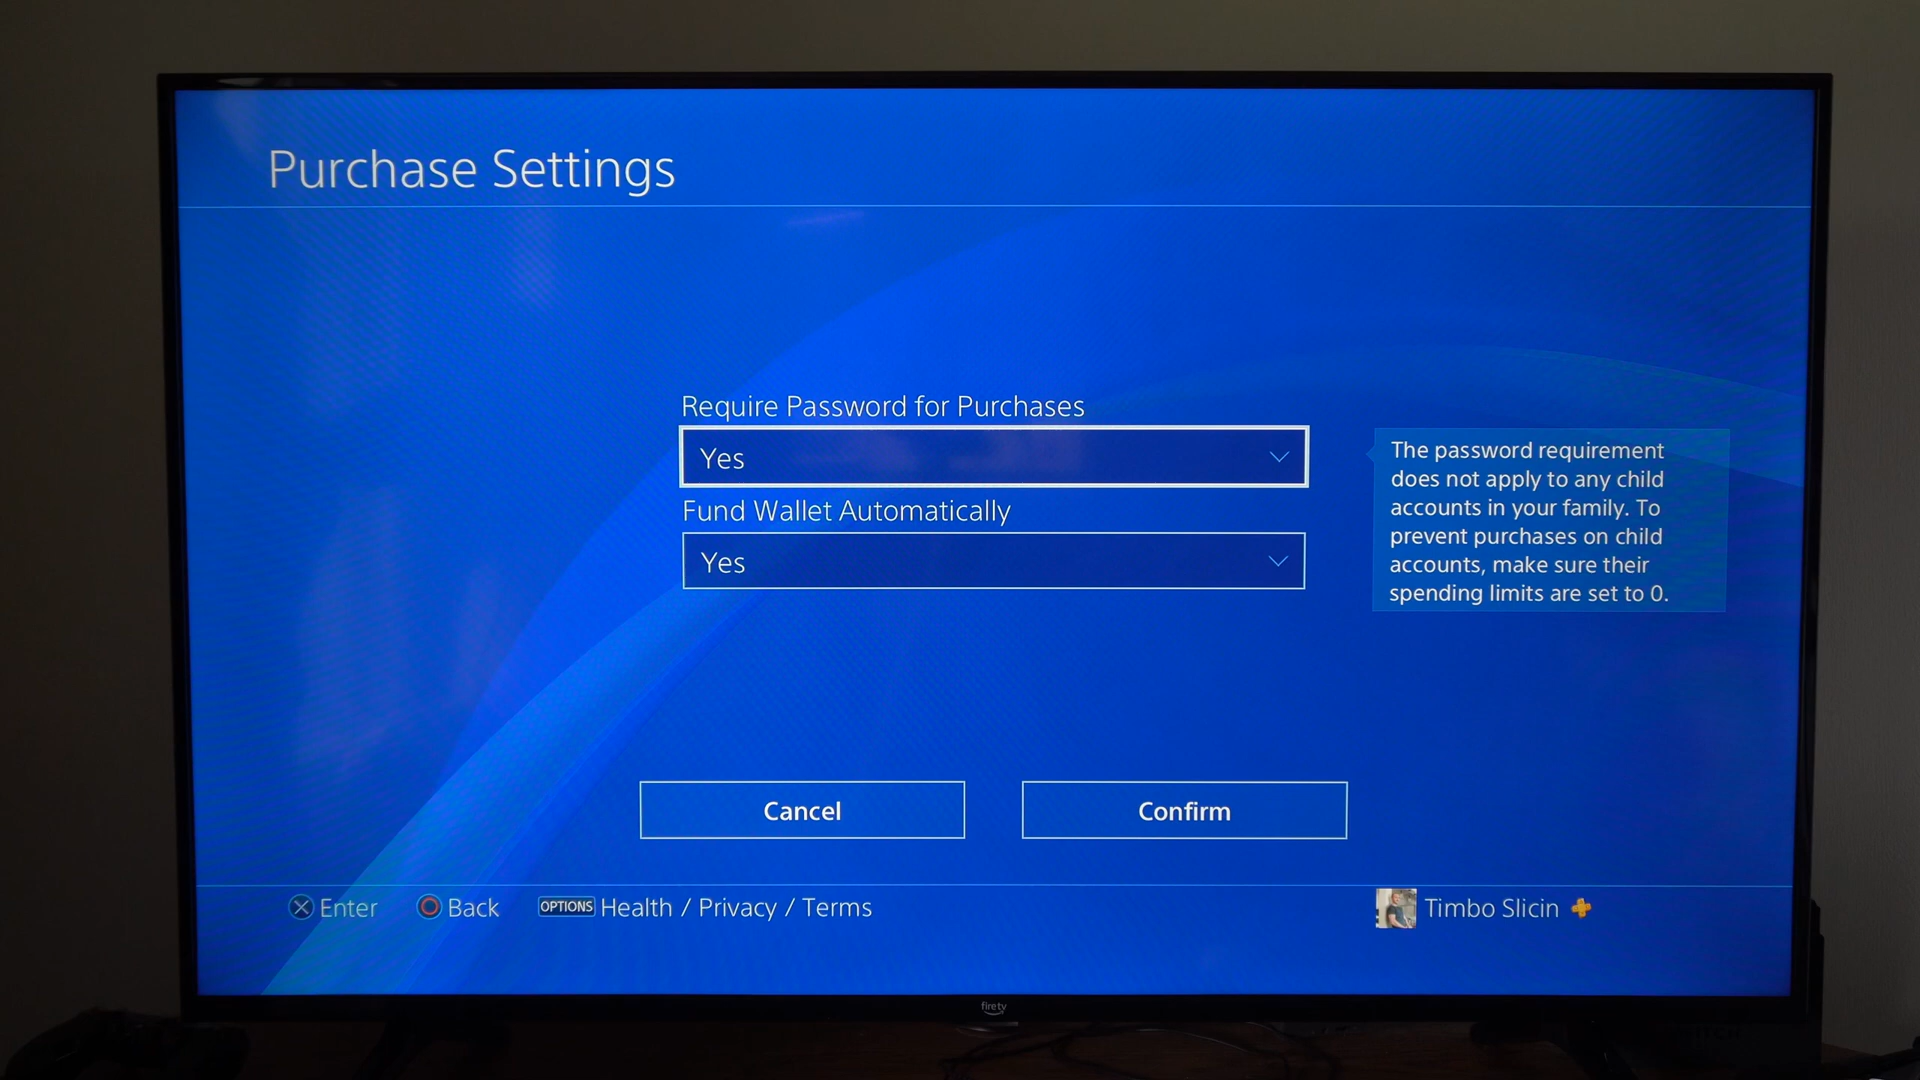 Purchase Settings
Require Password for Purchases
Yes
Fund Wallet Automatically
Yes
The password requirement
does not apply to any child
accounts in your family. To
prevent purchases on child
accounts, make sure their
spending limits are set to 0.
Cancel
Confirm
Enter
Back
OPTIONS Health / Privacy / Terms
Timbo Slicin
fire tv